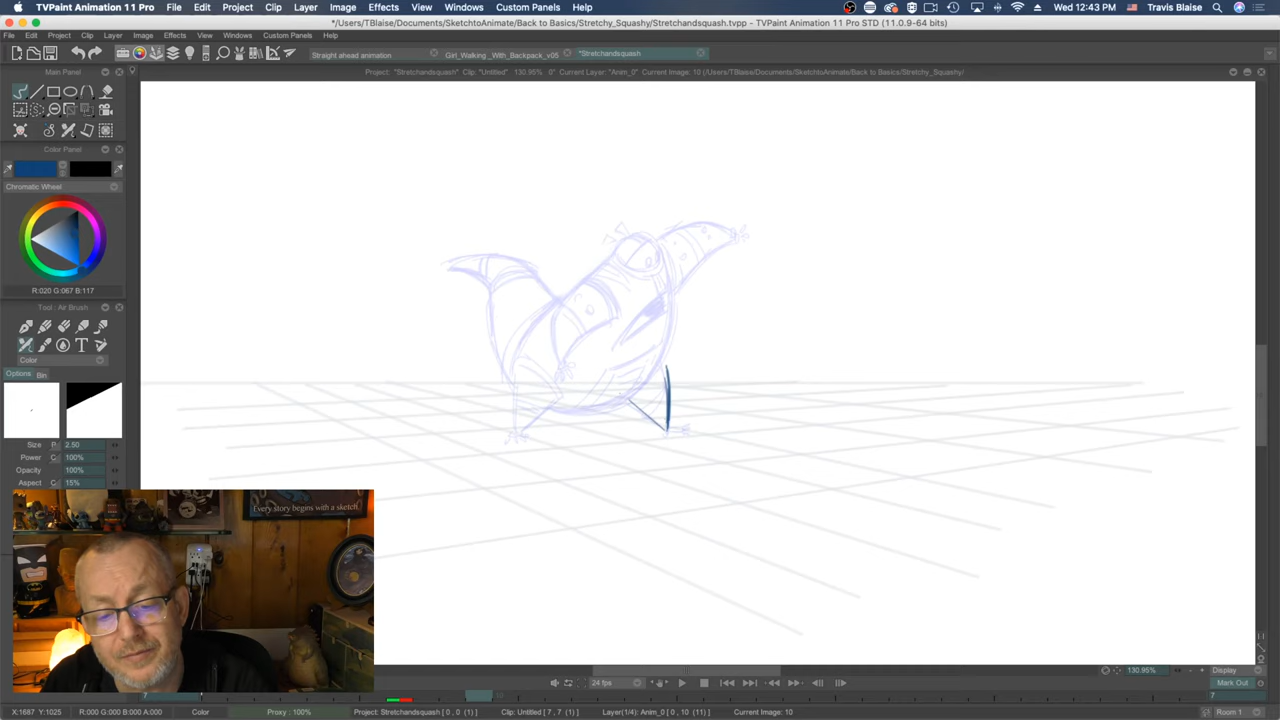 TVPaint Animation 11 Pro File Edit Project Clip Layer Image Effects View Windows Custom Panels Help Wed 12:43 PM Travis Blaise
*/Users/TBlaise/Documents/SketchtoAnimate/Back to Basics/Stretchy_Squashy/Stretchandsquash.tvpp - TVPaint Animation 11 Pro STD (11.0.9-64 bits)
File Edit Project Clip Layer Image Effects View Windows Custom Panels Help
Straight ahead animation Girl_Walking _With_Backpack_v05 *Stretchandsquash
Main Panel
Project: "Stretchandsquash" Clip: "Untitled" 130.95% 0° Current Layer: "Anim_0" Current Image: 10 (/Users/TBlaise/Documents/SketchtoAnimate/Back to Basics/Stretchy_Squashy/
Color Panel
Chromatic Wheel
R:020 G:067 B:117
Tool : Air Brush
T
Color
Options Bin
Size P 2.50
Power C 100%
Opacity 100%
Aspect C 15%
Every story begins with a sketch.
130.95% Display
7 24 fps Mark Out
7
X:1687 Y:1025 R:000 G:000 B:000 A:000 Color Proxy : 100% Project: Stretchandsquash [ 0 , 0 (1) ] Clip: Untitled [ 7 , 7 (1) ] Layer(1/4): Anim_0 [ 0 , 10 (11) ] Current Image: 10 Room 1